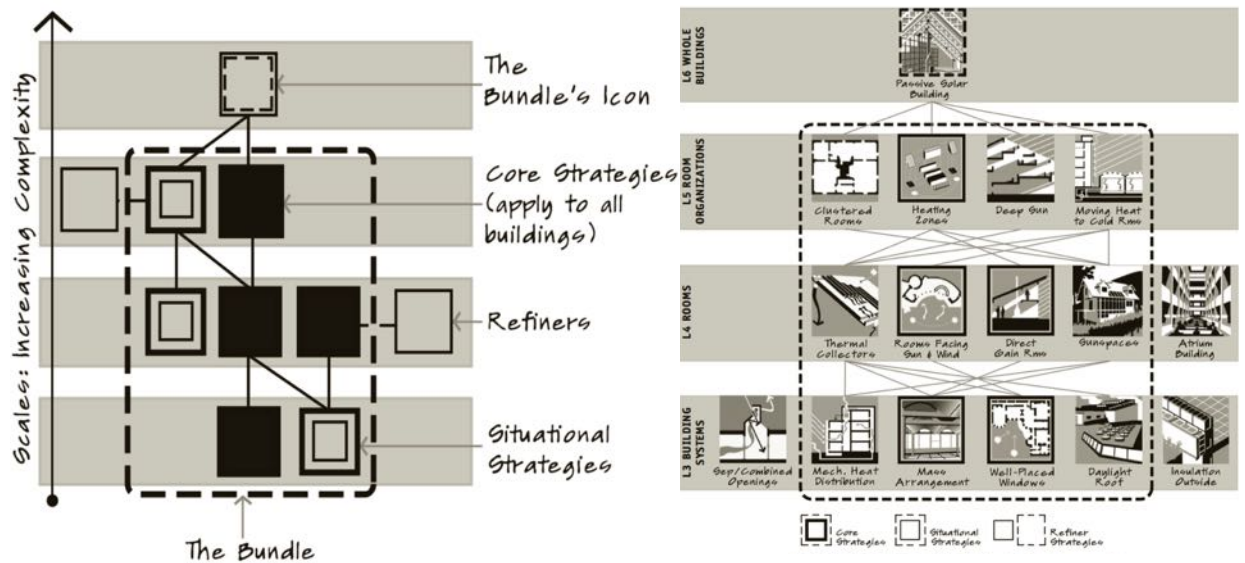 Scales: Increasing Complexity
The
Bundle's Icon
Core Strategies
(apply to all
buildings)
Refiners
Situational
Strategies
The Bundle
L6 WHOLE
BUILDINGS
Passive Solar
Building
L5 ROOM
ORGANIZATIONS
Clustered
Rooms
Heating
Zones
Deep Sun
Moving Heat
to Cold Rms
L4 ROOMS
Thermal
Collectors
Rooms Facing
Sun & Wind
Direct
Gain Rms
Sunspaces
Atrium
Building
L3 BUILDING
SYSTEMS
Sep/Combined
Openings
Mech. Heat
Distribution
Mass
Arrangement
Well-Placed
Windows
Daylight
Roof
Insulation
Outside
Core
Strategies
Situational
Strategies
Refiner
Strategies